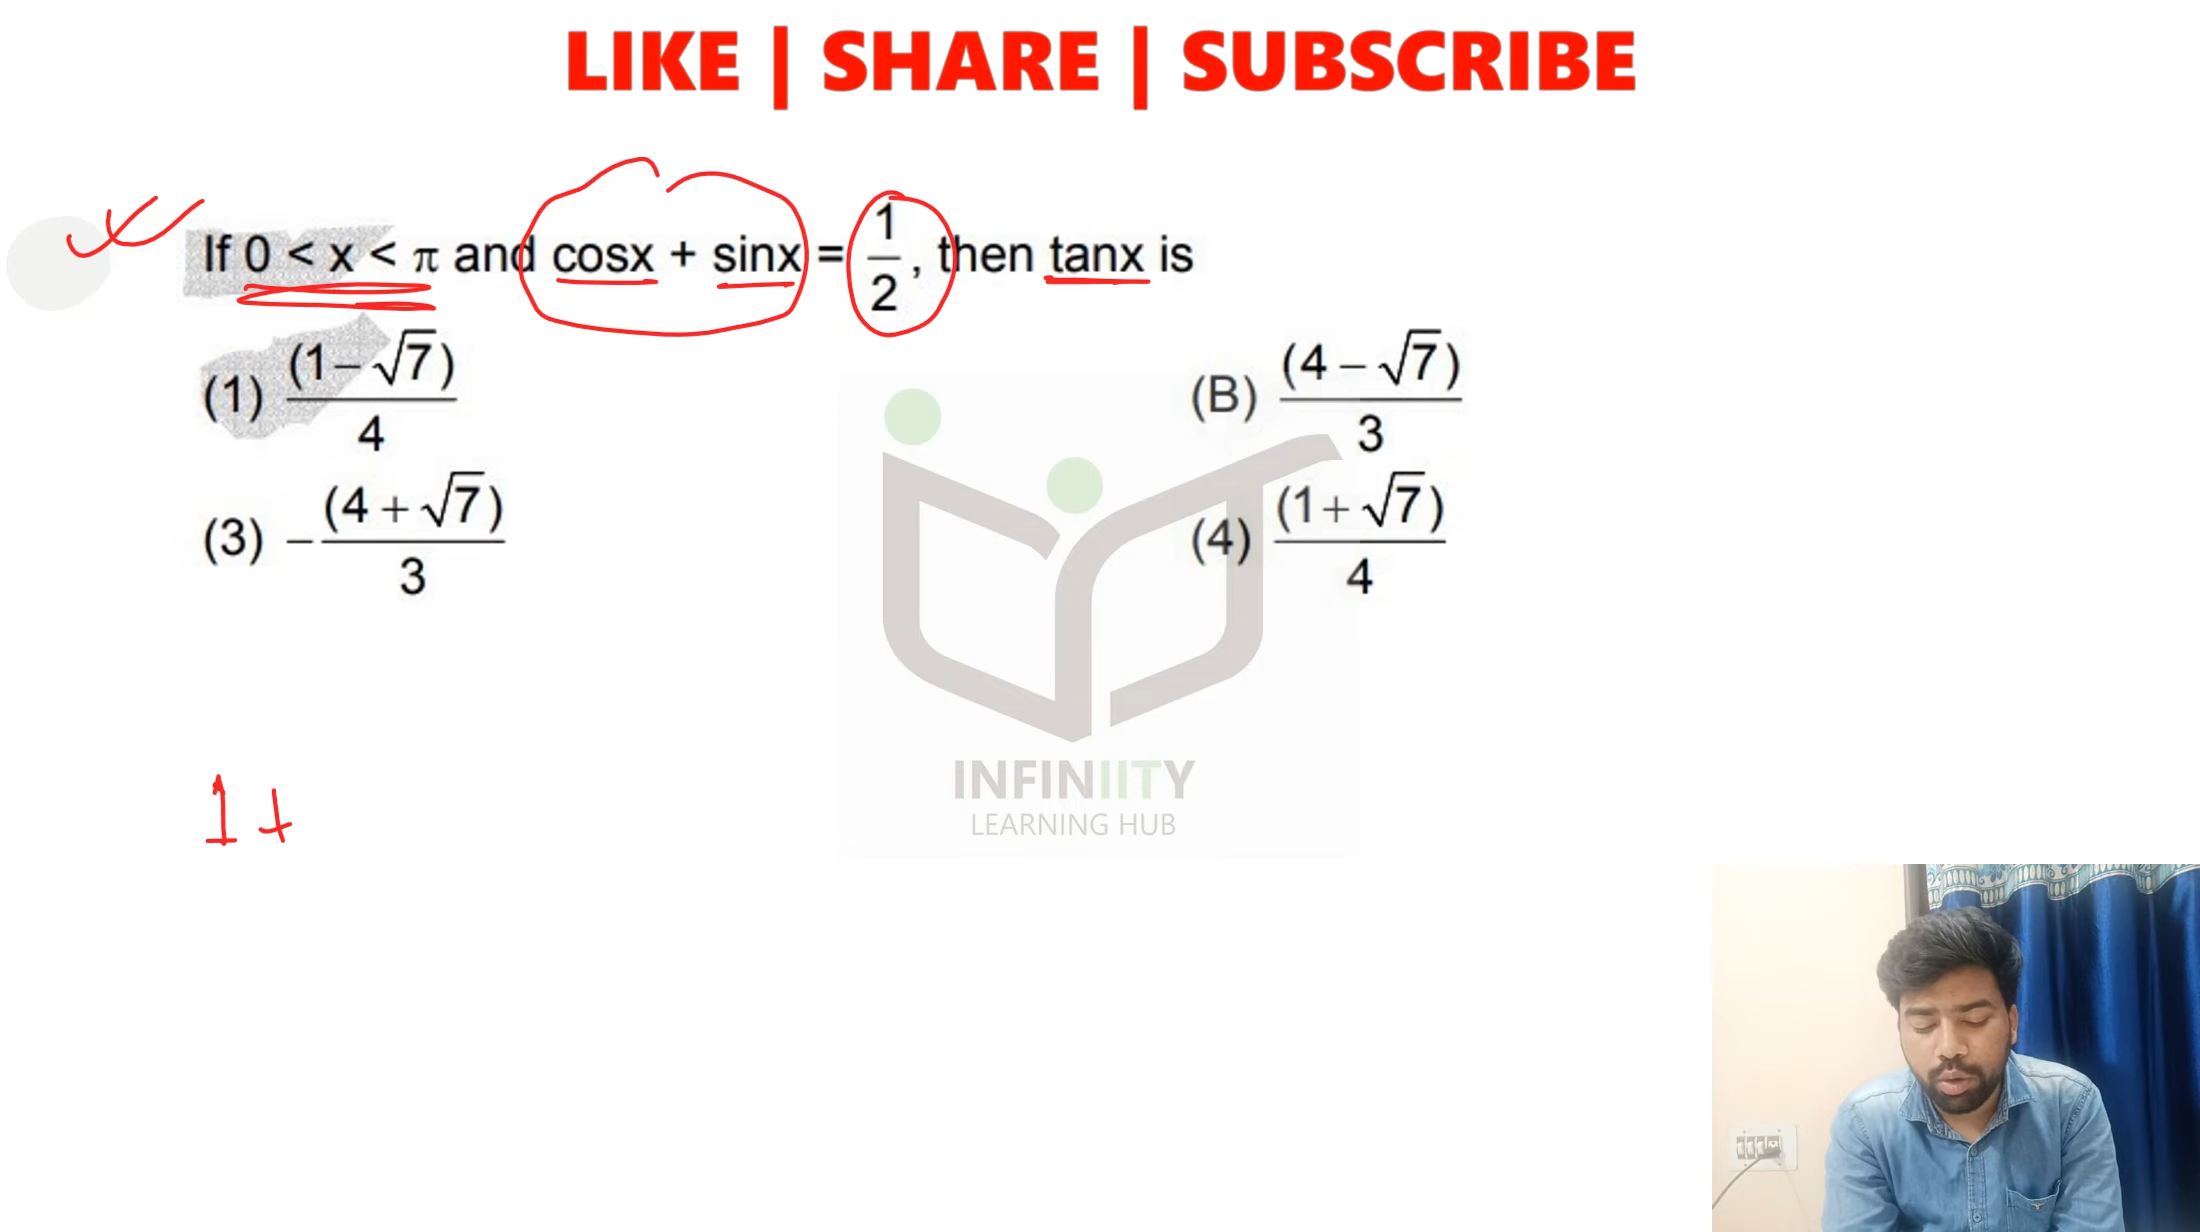 LIKE | SHARE | SUBSCRIBE
If 0 < x < π and cosx + sinx = 1/2, then tanx is
(1) (1–√7)/4
(B) (4 – √7)/3
(3) –(4 + √7)/3
(4) (1+ √7)/4
INFINIITY
LEARNING HUB
1 +